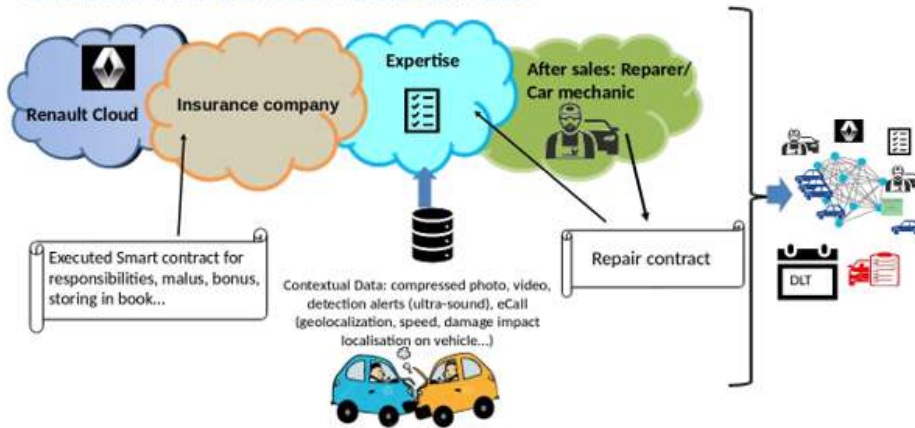 Renault Cloud
Insurance company
Expertise
After sales: Reparer/
Car mechanic
Executed Smart contract for
responsibilities, malus, bonus,
storing in book...
Contextual Data: compressed photo, video,
detection alerts (ultra-sound), eCall
(geolocalization, speed, damage impact
localisation on vehicle...)
Repair contract
DLT